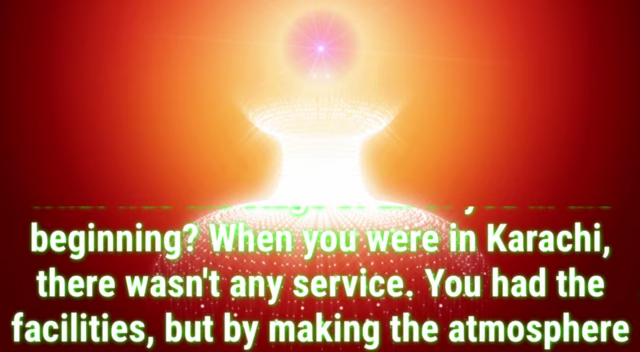 beginning? When you were in Karachi,
there wasn't any service. You had the
facilities, but by making the atmosphere